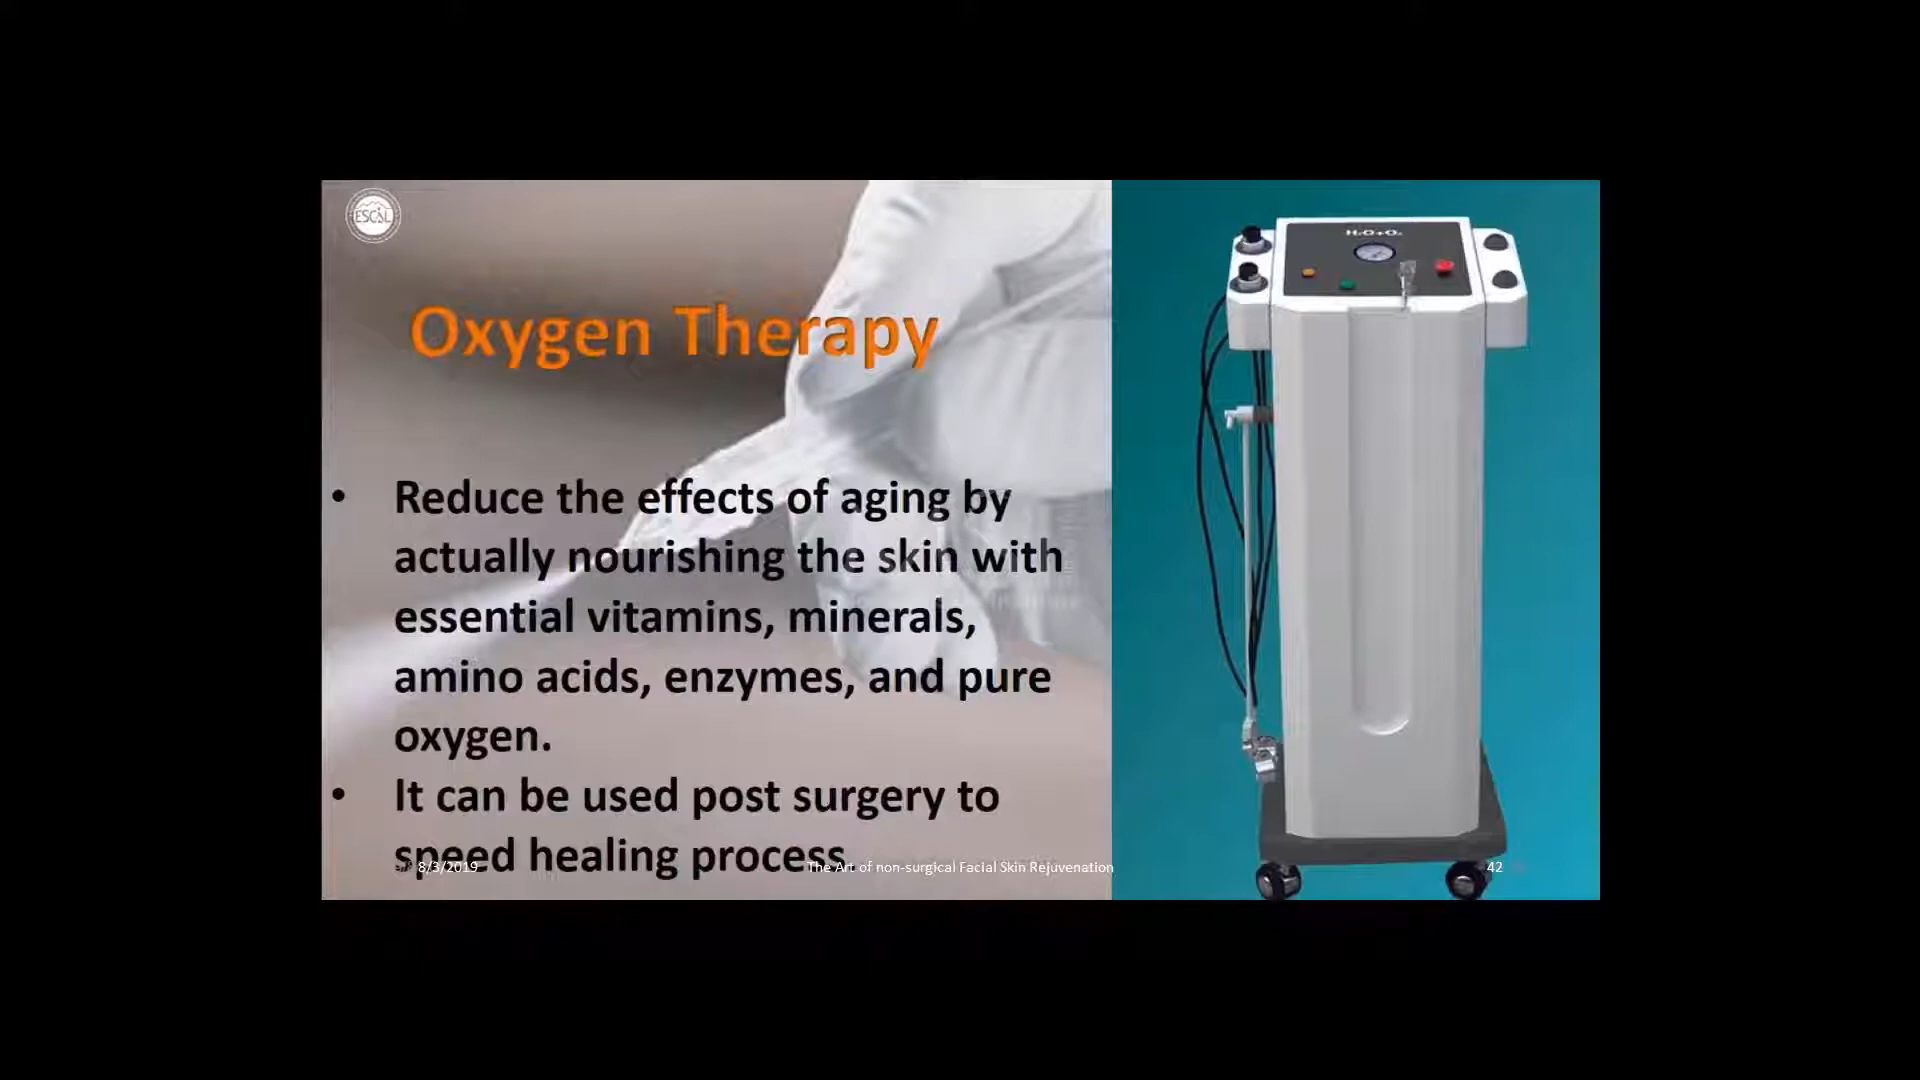 ESCSL
H₂O+O₂
Oxygen Therapy
• Reduce the effects of aging by
actually nourishing the skin with
essential vitamins, minerals,
amino acids, enzymes, and pure
oxygen.
• It can be used post surgery to
speed healing process.
8/3/2019
The Art of non-surgical Facial Skin Rejuvenation
42